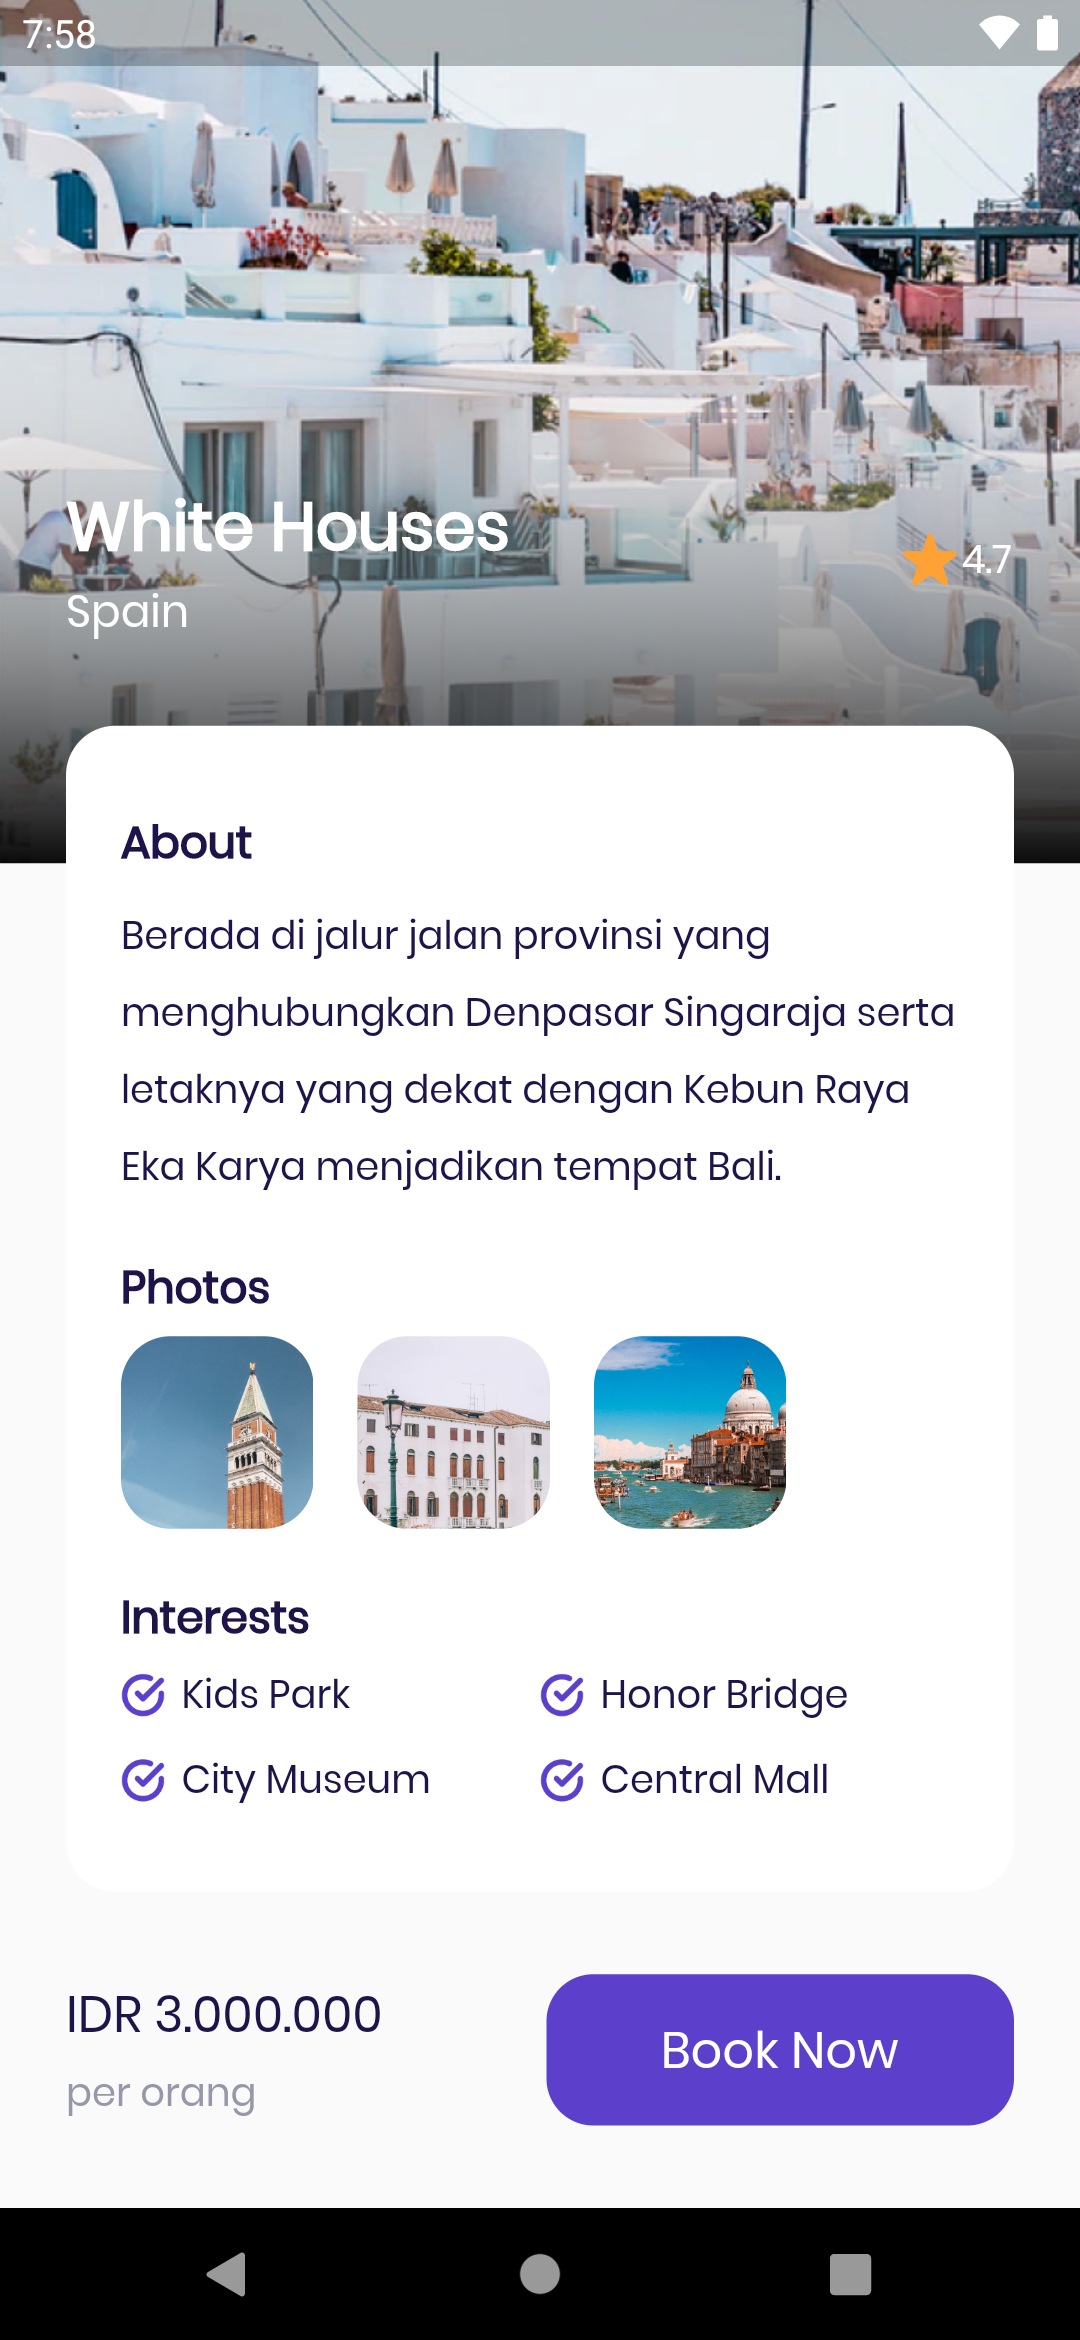 7:58
White Houses
4.7
Spain
About
Berada di jalur jalan provinsi yang
menghubungkan Denpasar Singaraja serta
letaknya yang dekat dengan Kebun Raya
Eka Karya menjadikan tempat Bali.
Photos
Interests
Kids Park
Honor Bridge
City Museum
Central Mall
IDR 3.000.000
per orang
Book Now